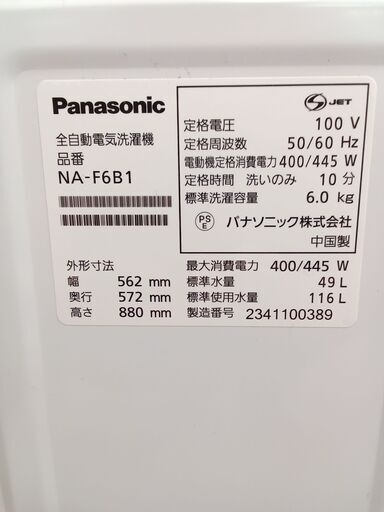 Panasonic
全自動電気洗濯機
品番
NA-F6B1
外形寸法
幅 562 mm
奥行 572 mm
高さ 880 mm
S JET
定格電圧 100 V
定格周波数 50/60 Hz
電動機定格消費電力 400/445 W
定格時間 洗いのみ 10 分
標準洗濯容量 6.0 kg
PS
E
パナソニック株式会社
中国製
最大消費電力 400/445 W
標準水量 49 L
標準使用水量 116 L
製造番号 2341100389